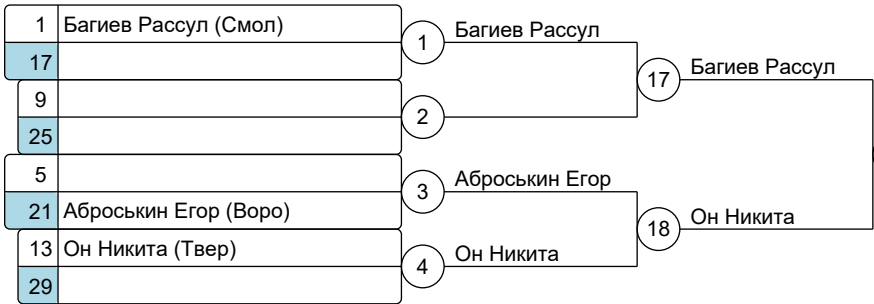 1 Багиев Рассул (Смол)
17
9
25
5
21 Аброськин Егор (Воро)
13 Он Никита (Твер)
29
1 Багиев Рассул
2
3 Аброськин Егор
4 Он Никита
17 Багиев Рассул
18 Он Никита